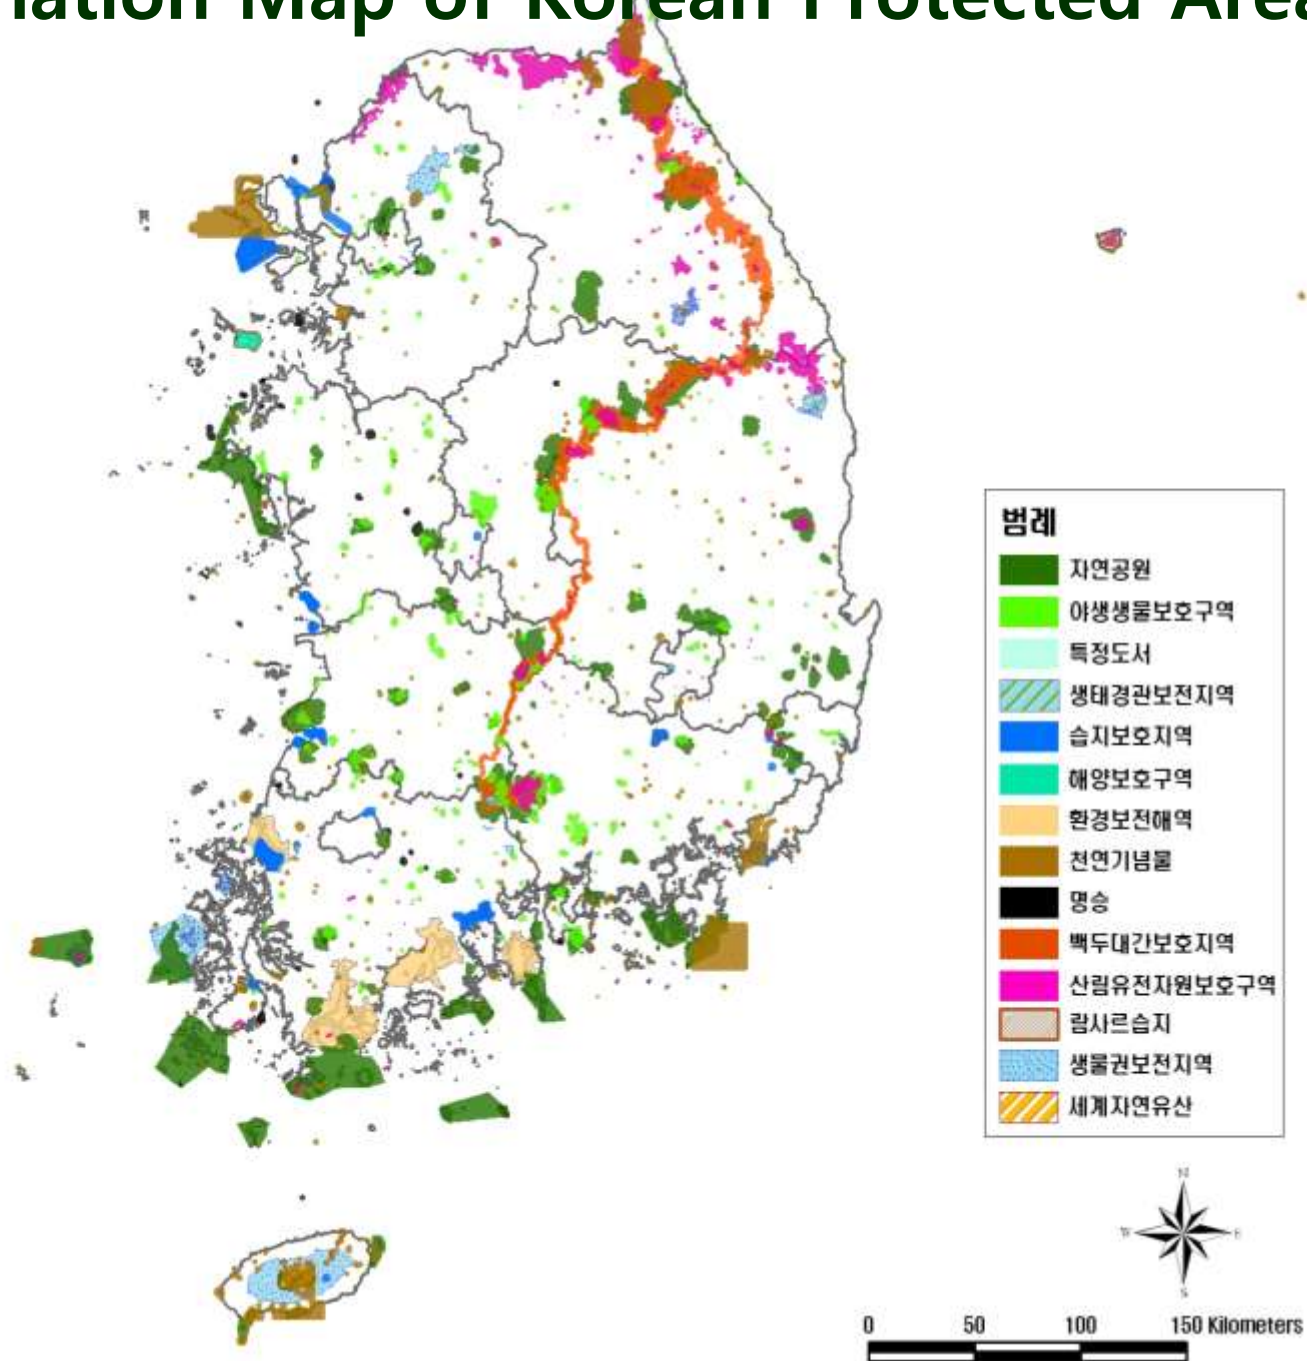 lation Map of Korean Protected Area
범례
자연공원
야생생물보호구역
특정도서
생태경관보전지역
습지보호지역
해양보호구역
환경보전해역
천연기념물
명승
백두대간보호지역
산림유전자원보호구역
람사르습지
생물권보전지역
세계자연유산
N
W E
S
0 50 100 150 Kilometers